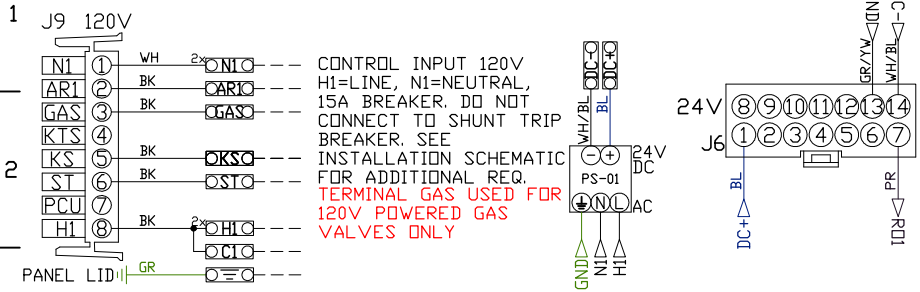 1
2
J9 120V
N1 1 WH 2x N1
AR1 2 BK AR1
GAS 3 BK GAS
KTS 4
KS 5 BK KS
ST 6 BK ST
PCU 7
H1 8 BK 2x H1
C1
PANEL LID GR
CONTROL INPUT 120V
H1=LINE, N1=NEUTRAL,
15A BREAKER. DO NOT
CONNECT TO SHUNT TRIP
BREAKER. SEE
INSTALLATION SCHEMATIC
FOR ADDITIONAL REQ.
TERMINAL GAS USED FOR
120V POWERED GAS
VALVES ONLY
DC- DC+
WH/BL BL
- + 24V
DC
PS-01
N L AC
GND N1 H1
ND C-
GR/YW WH/BL
24V 8 9 10 11 12 13 14
J6 1 2 3 4 5 6 7
BL PR
DC+ RO1